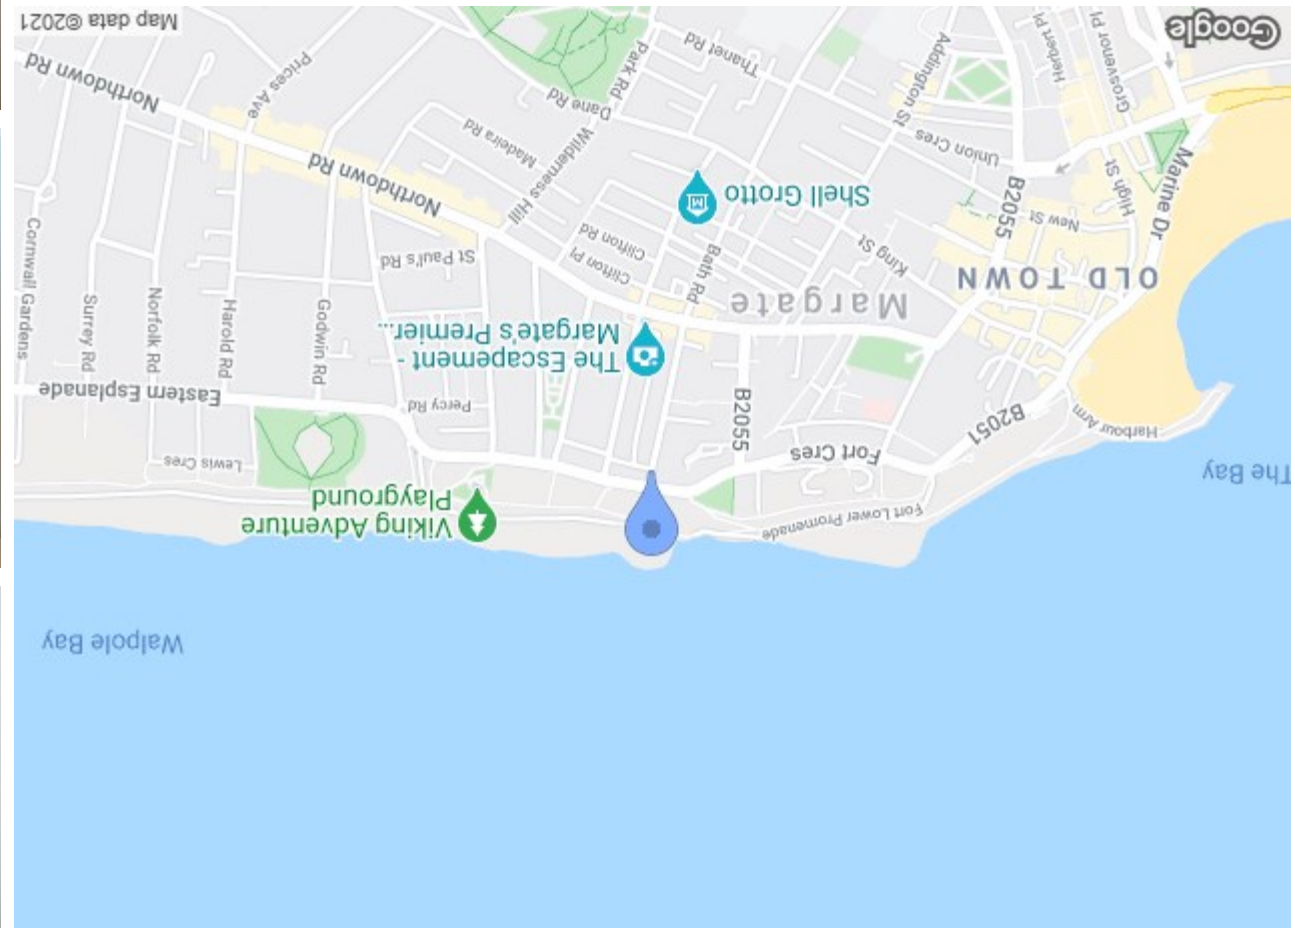 Walpole Bay
Viking Adventure
Playground
Fort Lower Promenade
The Bay
Lewis Cres
Fort Cres
Harbour Arm
B2051
B2055
Percy Rd
Eastern Esplanade
The Escapement -
Margate's Premier...
Godwin Rd
Harold Rd
Norfolk Rd
Surrey Rd
Cornwall Gardens
Margate
OLD TOWN
Bath Rd
Clifton Pl
Clifton Rd
St Paul's Rd
King St
New St
B2055
Marine Dr
High St
Shell Grotto
Northdown Rd
Northdown Rd
Wilderness Hill
Madeira Rd
Union Cres
Dane Rd
Addington St
Thanet Rd
Park Rd
Prices Ave
Northdown Rd
Grosvenor Pl
Herbert Pl
Google
Map data ©2021